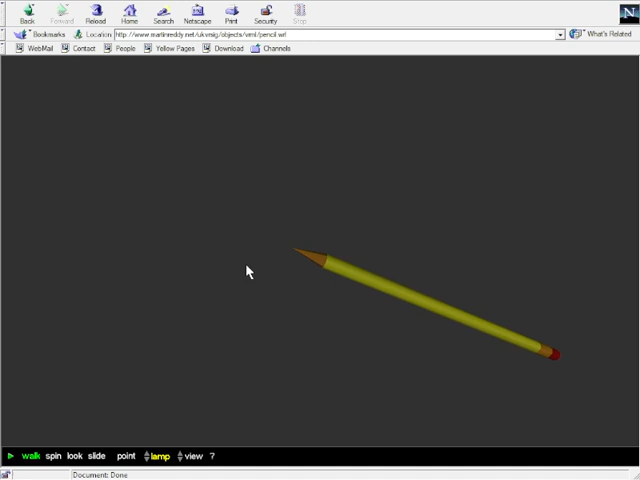 Back Forward Reload Home Search Netscape Print Security Stop
N
Bookmarks Location: http://www.martinreddy.net/ukvrsig/objects/vrml/pencil.wrl What's Related
WebMail Contact People Yellow Pages Download Channels
walk spin look slide point lamp view ?
Document: Done